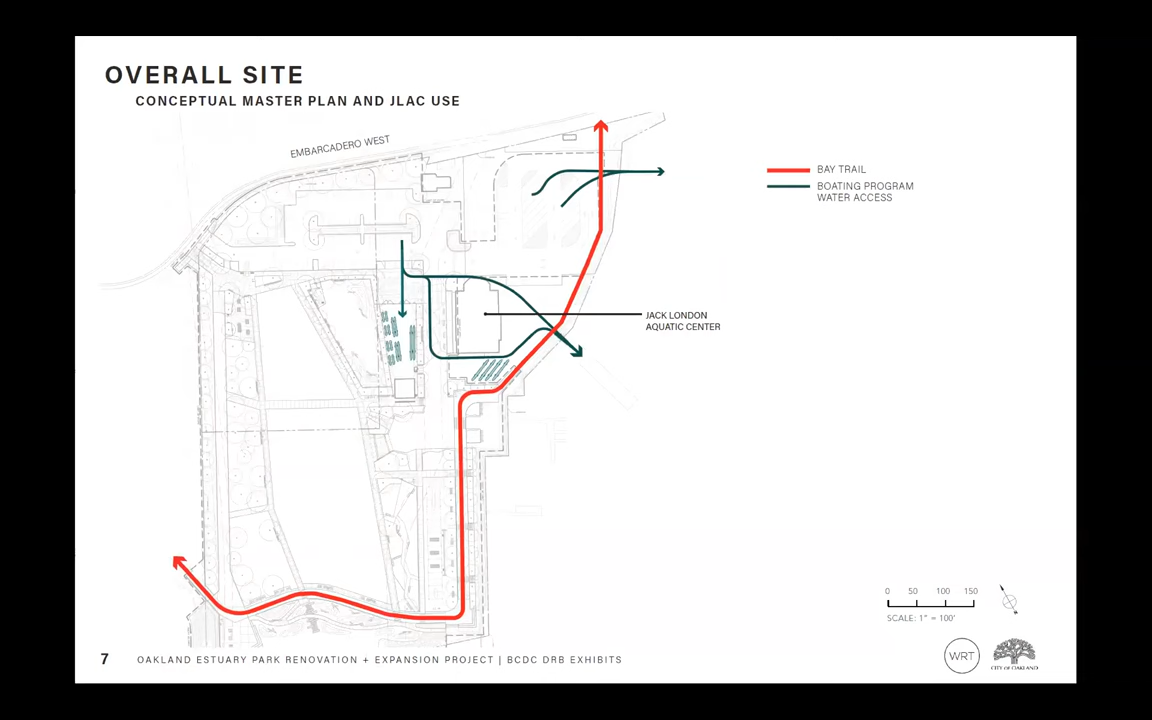 OVERALL SITE
CONCEPTUAL MASTER PLAN AND JLAC USE
EMBARCADERO WEST
BAY TRAIL
BOATING PROGRAM
WATER ACCESS
JACK LONDON
AQUATIC CENTER
0 50 100 150
SCALE: 1" = 100'
7 OAKLAND ESTUARY PARK RENOVATION + EXPANSION PROJECT | BCDC DRB EXHIBITS
WRT
CITY OF OAKLAND